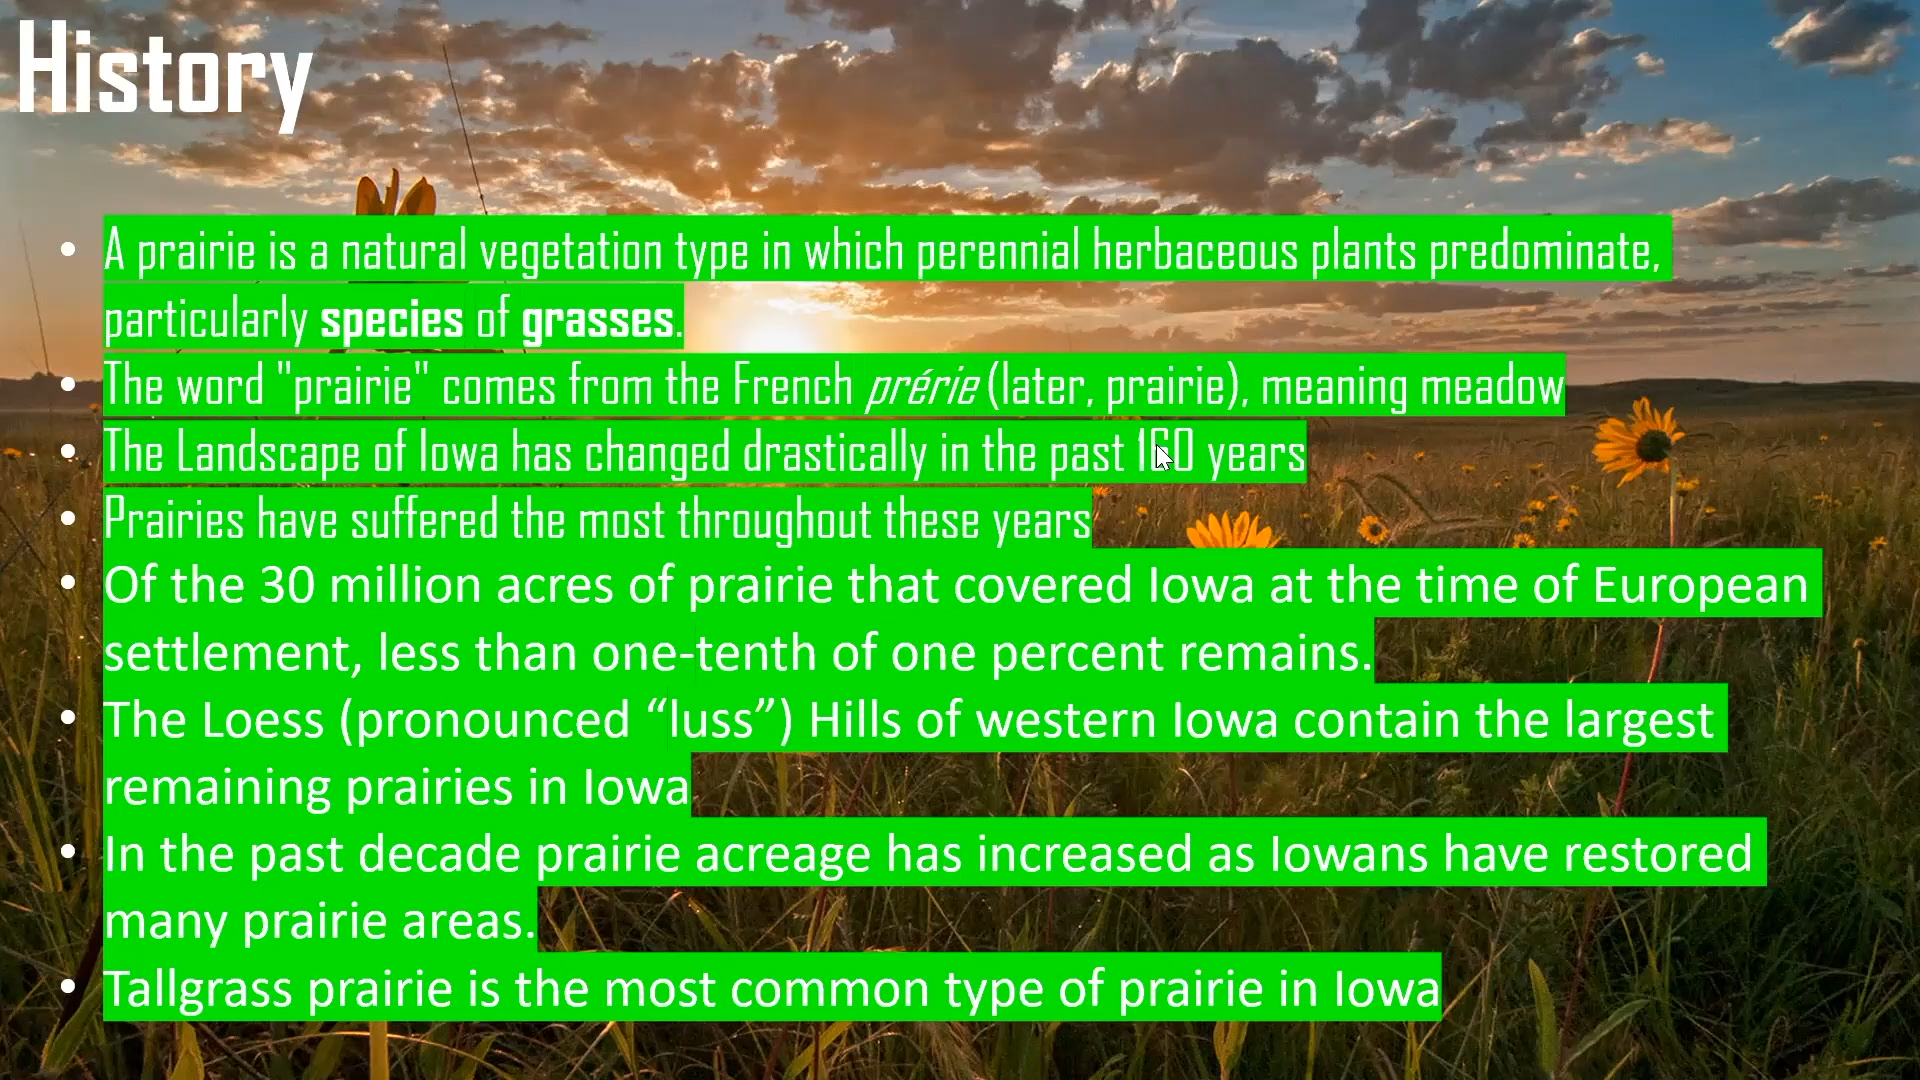 History
• A prairie is a natural vegetation type in which perennial herbaceous plants predominate,
particularly species of grasses.
• The word "prairie" comes from the French prérie (later, prairie), meaning meadow
• The Landscape of Iowa has changed drastically in the past 160 years
• Prairies have suffered the most throughout these years
• Of the 30 million acres of prairie that covered Iowa at the time of European
settlement, less than one-tenth of one percent remains.
• The Loess (pronounced “luss”) Hills of western Iowa contain the largest
remaining prairies in Iowa
• In the past decade prairie acreage has increased as Iowans have restored
many prairie areas.
• Tallgrass prairie is the most common type of prairie in Iowa